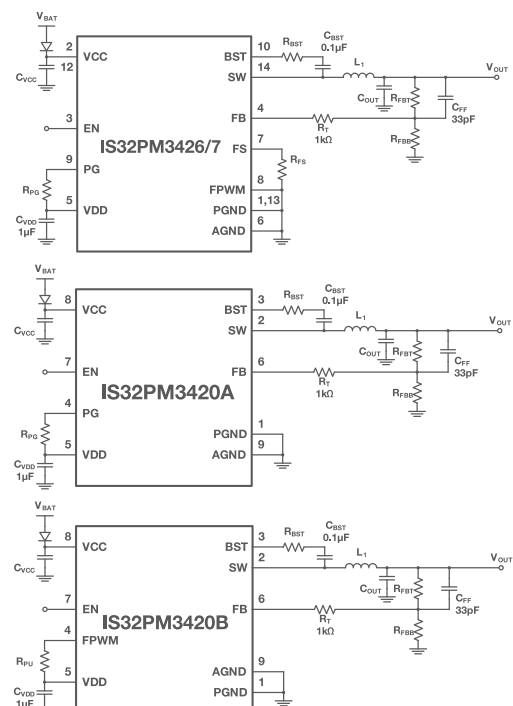 VBAT
CVCC
2 VCC
12
3 EN
9 PG
RPG
5 VDD
CVDD
1µF
IS32PM3426/7
BST 10
SW 14
FB 4
FS 7
FPWM 8
PGND 1,13
AGND 6
RBST
CBST
0.1µF
L1
VOUT
COUT
RFBT
CFF
33pF
RT
1kΩ
RFBB
RFS
VBAT
CVCC
8 VCC
7 EN
4 PG
RPG
5 VDD
CVDD
1µF
IS32PM3420A
BST 3
SW 2
FB 6
PGND 1
AGND 9
RBST
CBST
0.1µF
L1
VOUT
COUT
RFBT
CFF
33pF
RT
1kΩ
RFBB
VBAT
CVCC
8 VCC
7 EN
4 FPWM
RPU
5 VDD
CVDD
1µF
IS32PM3420B
BST 3
SW 2
FB 6
AGND 9
PGND 1
RBST
CBST
0.1µF
L1
VOUT
COUT
RFBT
CFF
33pF
RT
1kΩ
RFBB